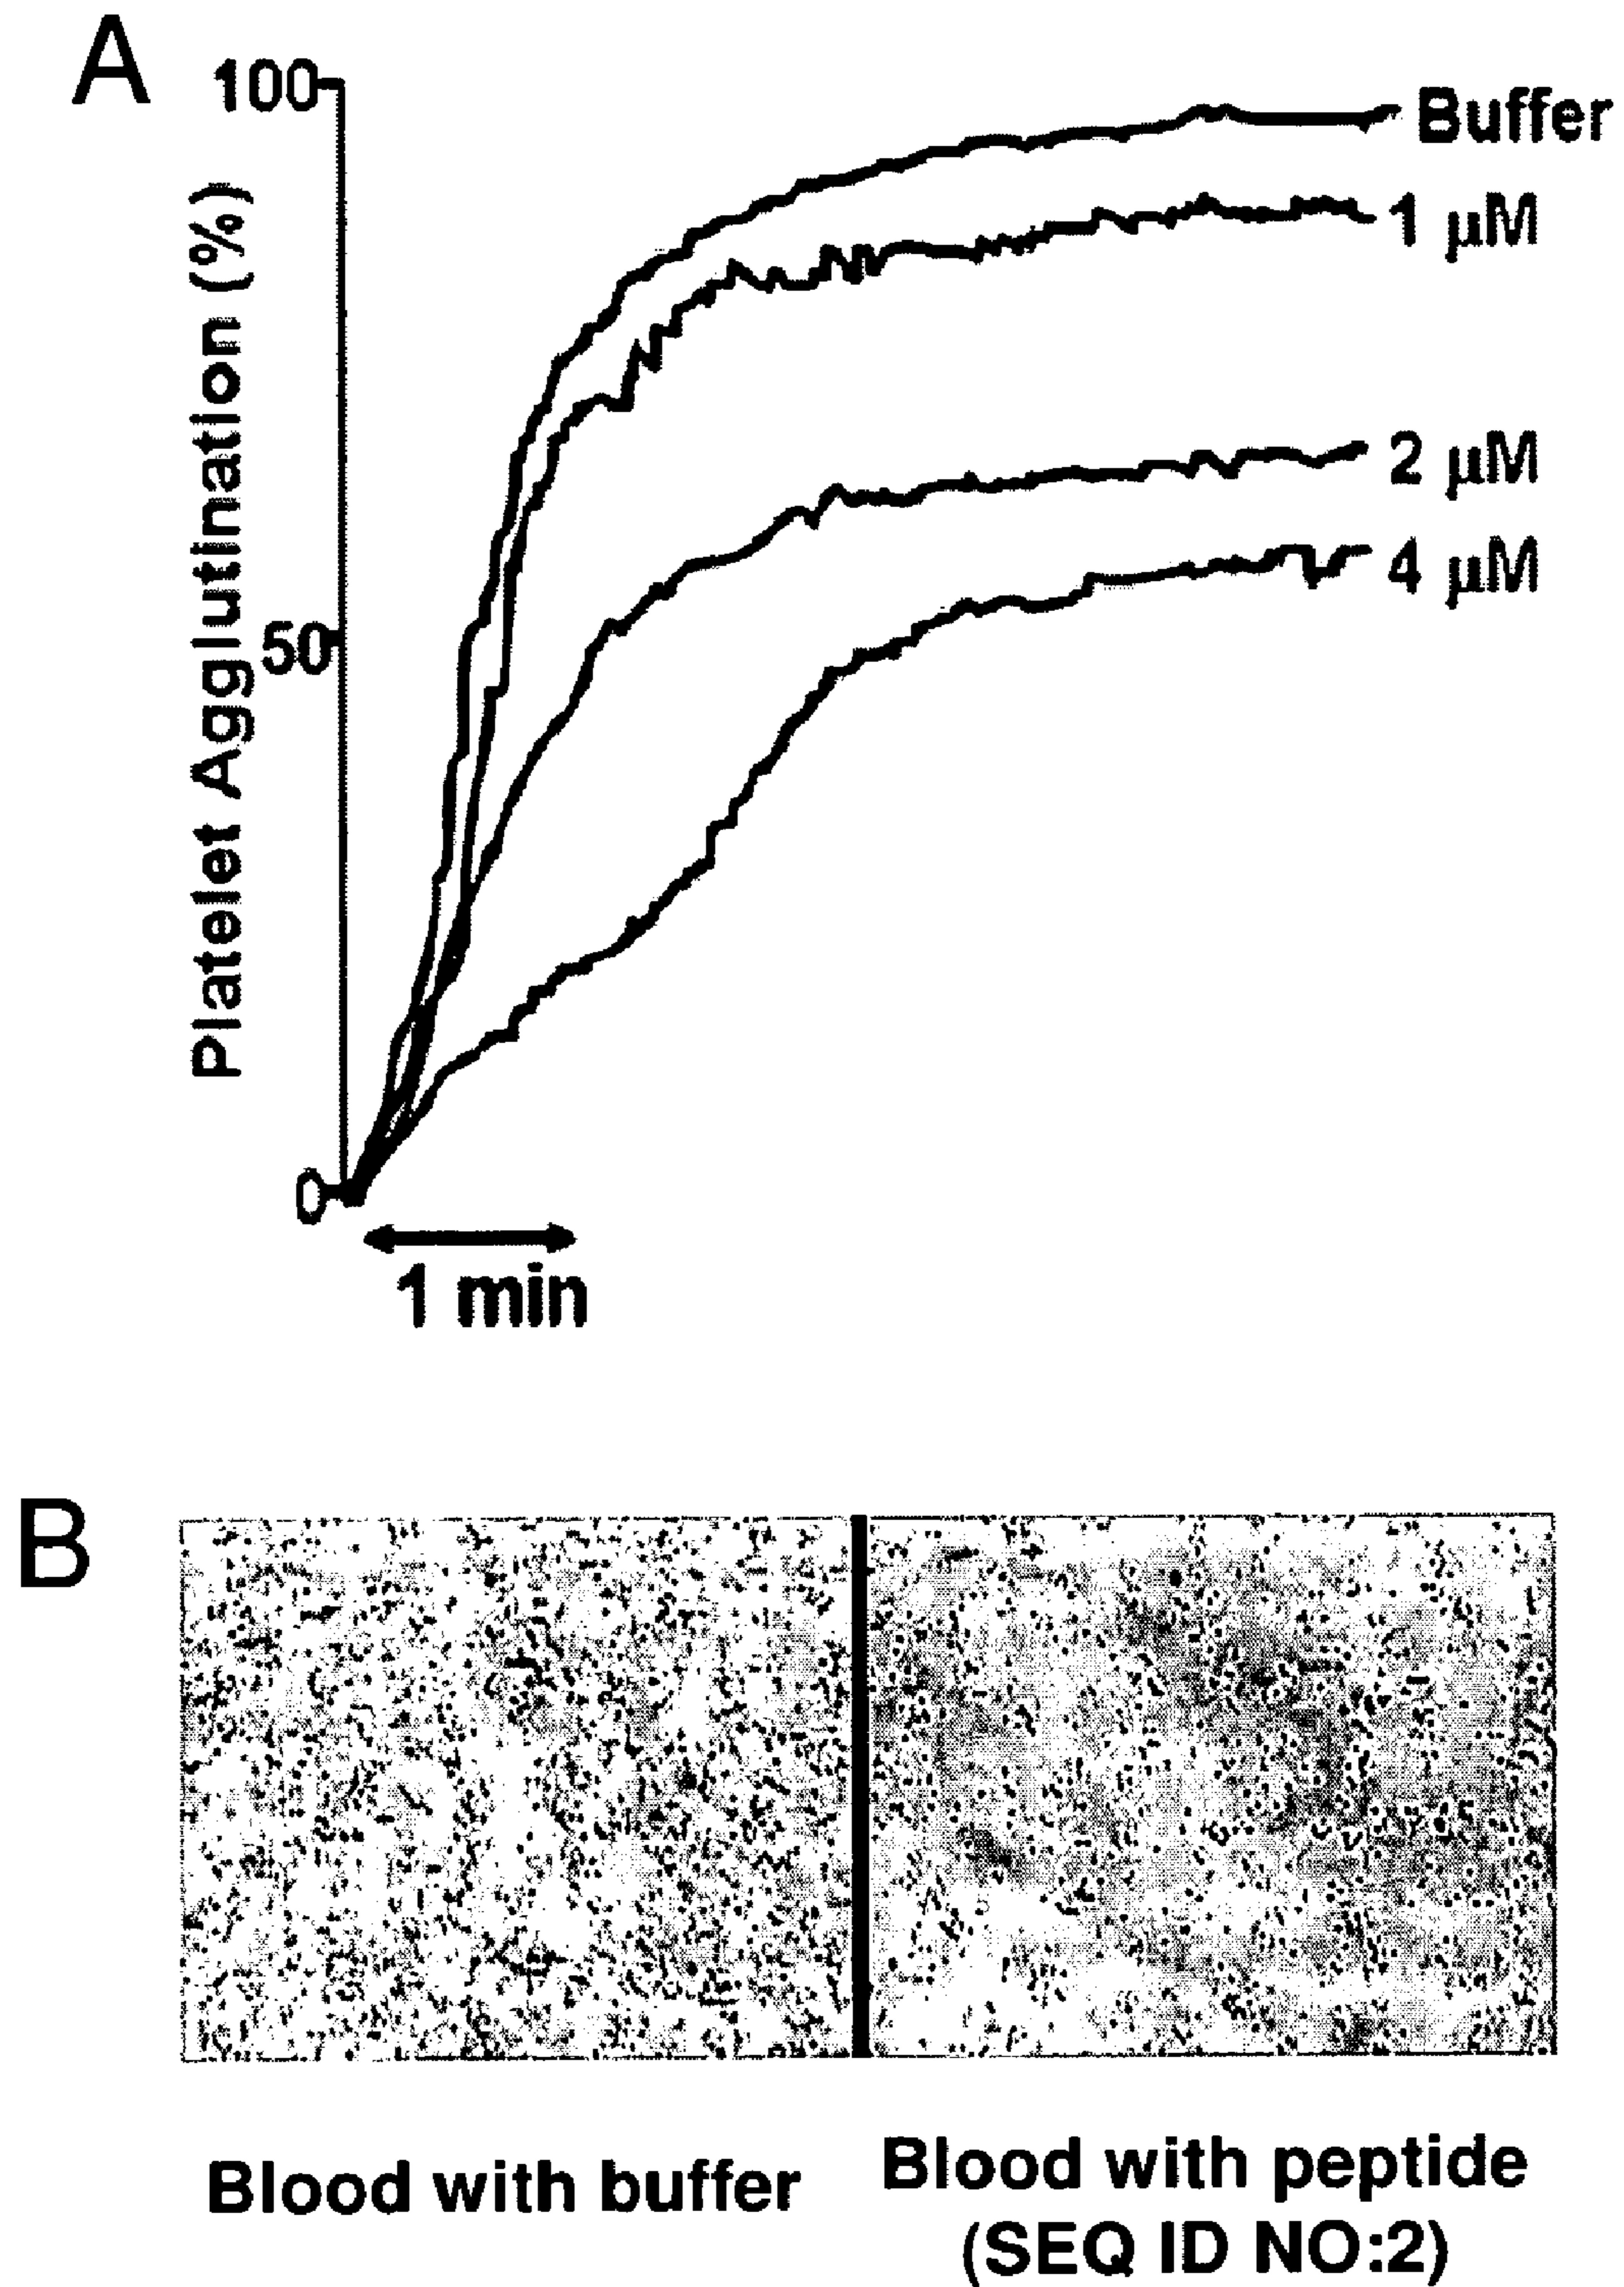 A
100
Buffer
1 µM
2 µM
4 µM
Platelet Agglutination (%)
50
0
1 min
B
Blood with buffer
Blood with peptide
(SEQ ID NO:2)